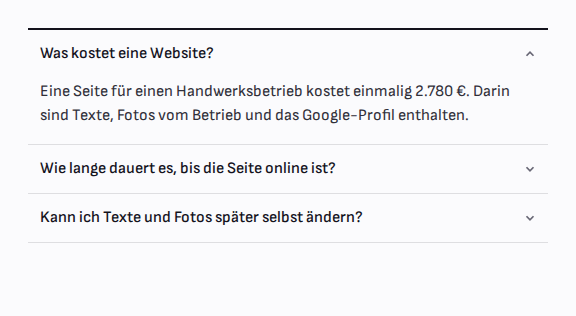 Was kostet eine Website?
Eine Seite für einen Handwerksbetrieb kostet einmalig 2.780 €. Darin
sind Texte, Fotos vom Betrieb und das Google-Profil enthalten.
Wie lange dauert es, bis die Seite online ist?
Kann ich Texte und Fotos später selbst ändern?